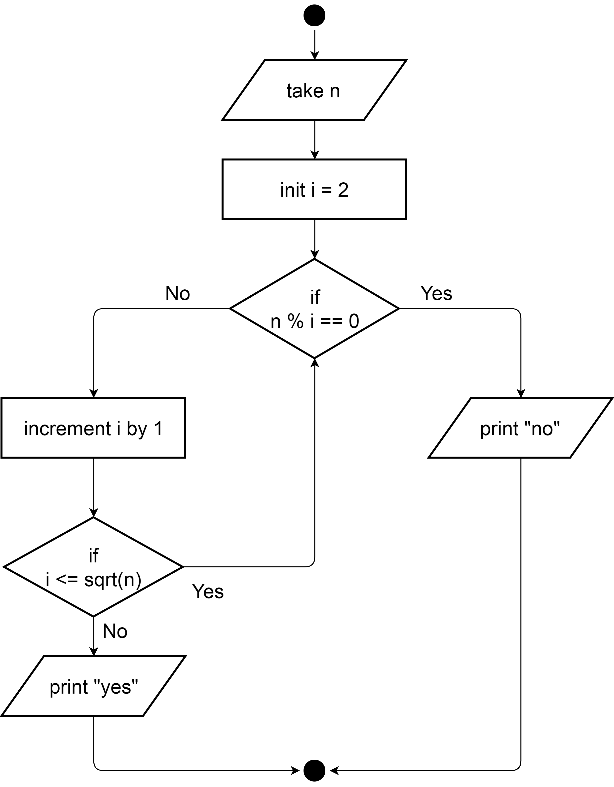 take n
init i = 2
if
n % i == 0
No
Yes
increment i by 1
print "no"
if
i <= sqrt(n)
Yes
No
print "yes"